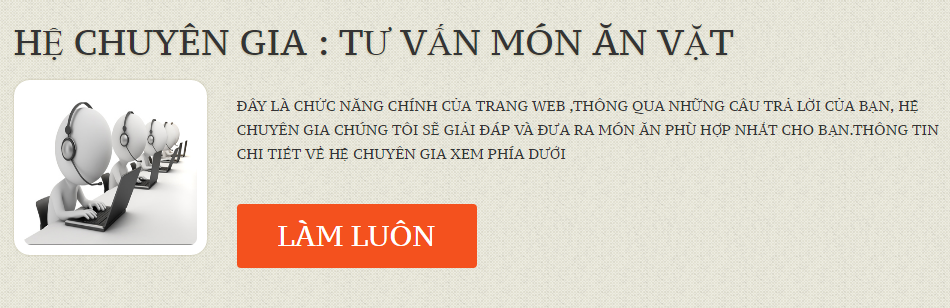 HỆ CHUYÊN GIA : TƯ VẤN MÓN ĂN VẶT
ĐÂY LÀ CHỨC NĂNG CHÍNH CỦA TRANG WEB ,THÔNG QUA NHỮNG CÂU TRẢ LỜI CỦA BẠN, HỆ
CHUYÊN GIA CHÚNG TÔI SẼ GIẢI ĐÁP VÀ ĐƯA RA MÓN ĂN PHÙ HỢP NHẤT CHO BẠN.THÔNG TIN
CHI TIẾT VỀ HỆ CHUYÊN GIA XEM PHÍA DƯỚI
LÀM LUÔN